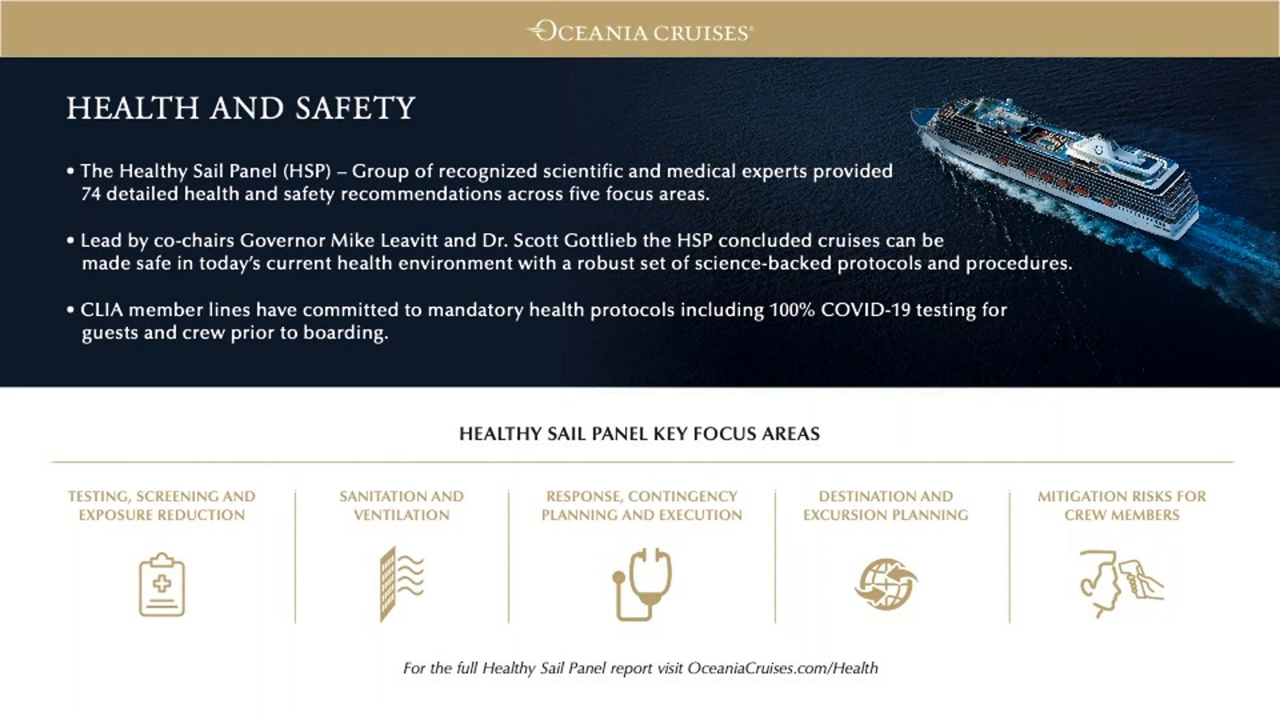 OCEANIA CRUISES®
HEALTH AND SAFETY
• The Healthy Sail Panel (HSP) – Group of recognized scientific and medical experts provided
74 detailed health and safety recommendations across five focus areas.
• Lead by co-chairs Governor Mike Leavitt and Dr. Scott Gottlieb the HSP concluded cruises can be
made safe in today's current health environment with a robust set of science-backed protocols and procedures.
• CLIA member lines have committed to mandatory health protocols including 100% COVID-19 testing for
guests and crew prior to boarding.
HEALTHY SAIL PANEL KEY FOCUS AREAS
TESTING, SCREENING AND
EXPOSURE REDUCTION
SANITATION AND
VENTILATION
RESPONSE, CONTINGENCY
PLANNING AND EXECUTION
DESTINATION AND
EXCURSION PLANNING
MITIGATION RISKS FOR
CREW MEMBERS
For the full Healthy Sail Panel report visit OceaniaCruises.com/Health